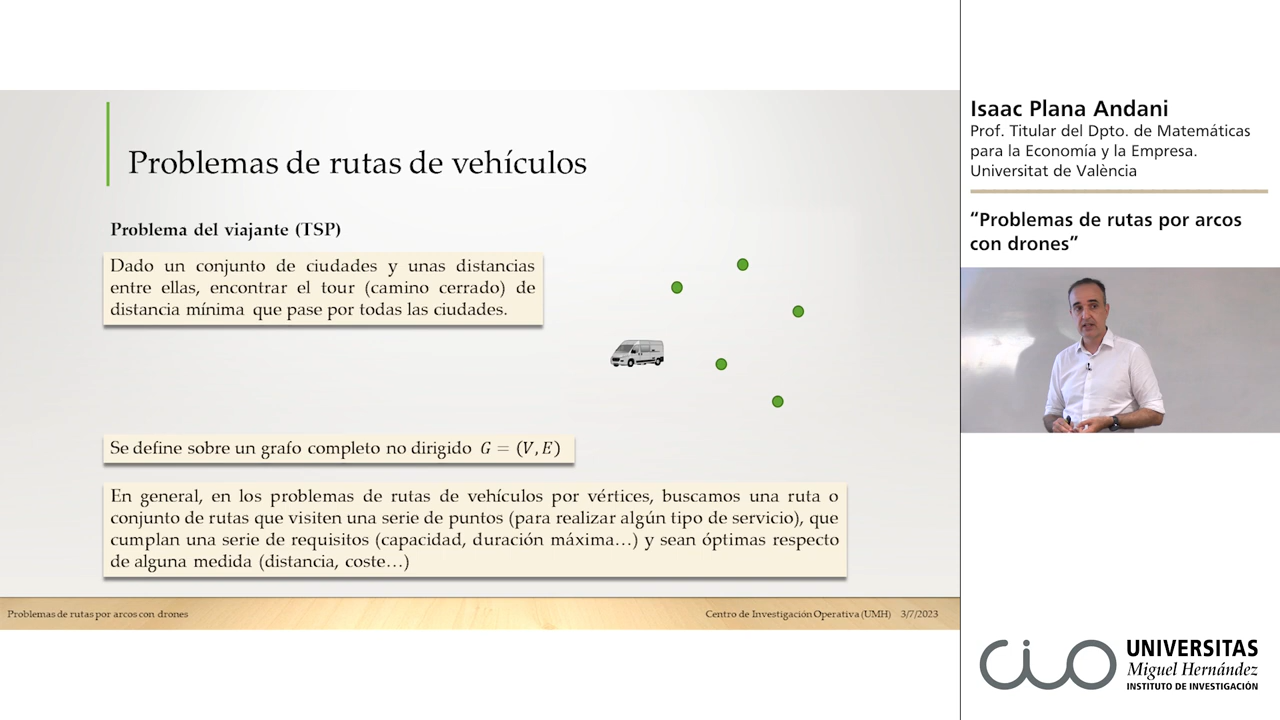 Problemas de rutas de vehículos
Problema del viajante (TSP)
Dado un conjunto de ciudades y unas distancias
entre ellas, encontrar el tour (camino cerrado) de
distancia mínima que pase por todas las ciudades.
Se define sobre un grafo completo no dirigido G = (V, E)
En general, en los problemas de rutas de vehículos por vértices, buscamos una ruta o
conjunto de rutas que visiten una serie de puntos (para realizar algún tipo de servicio), que
cumplan una serie de requisitos (capacidad, duración máxima…) y sean óptimas respecto
de alguna medida (distancia, coste…)
Problemas de rutas por arcos con drones
Centro de Investigación Operativa (UMH) 3/7/2023
Isaac Plana Andani
Prof. Titular del Dpto. de Matemáticas
para la Economía y la Empresa.
Universitat de València
“Problemas de rutas por arcos
con drones”
cio
UNIVERSITAS
Miguel Hernández
INSTITUTO DE INVESTIGACIÓN